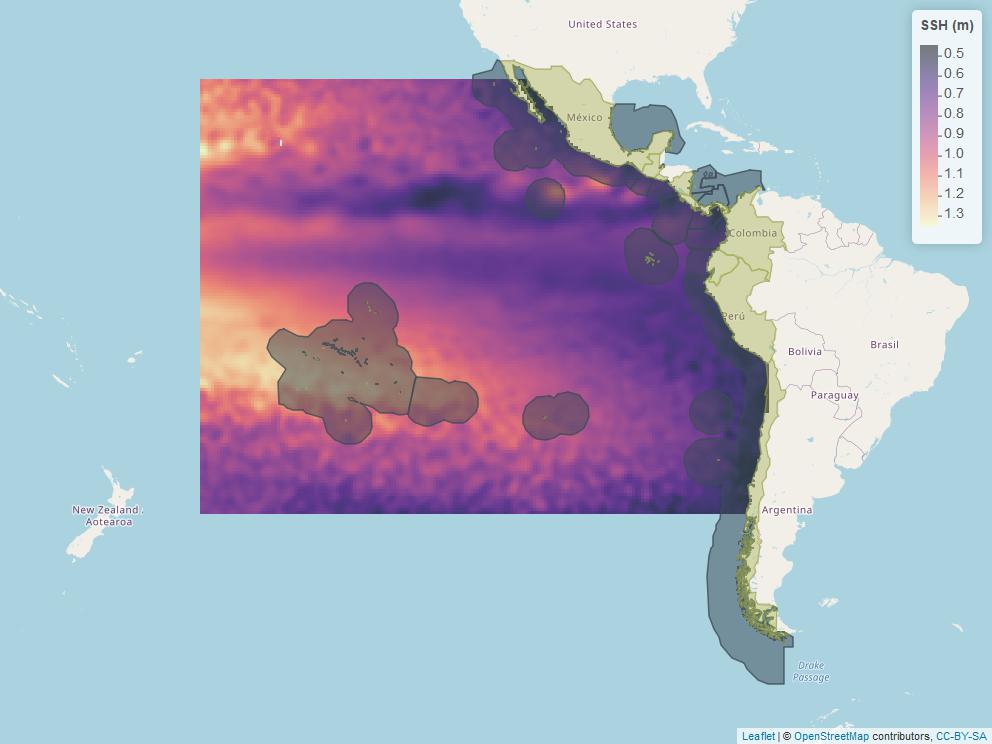 United States
SSH (m)
0.5
0.6
0.7
0.8
0.9
1.0
1.1
1.2
1.3
México
Colombia
Perú
Bolivia
Brasil
Paraguay
New Zealand
Aotearoa
Argentina
Drake
Passage
Leaflet | © OpenStreetMap contributors, CC-BY-SA